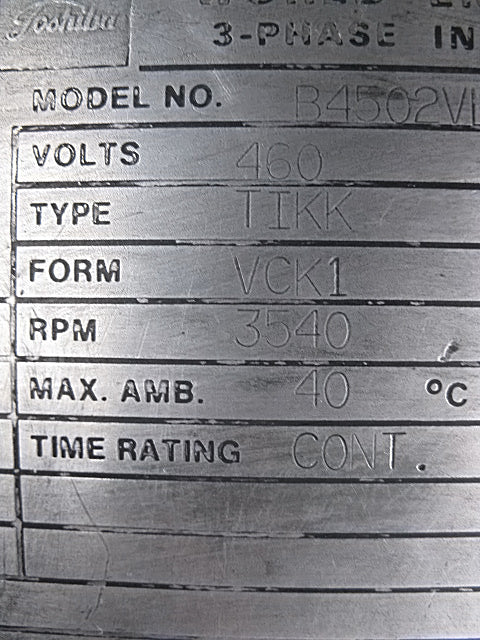 Toshiba
3-PHASE IN
MODEL NO. B4502VL
VOLTS 460
TYPE TIKK
FORM VCK1
RPM 3540
MAX. AMB. 40 °C
TIME RATING CONT.